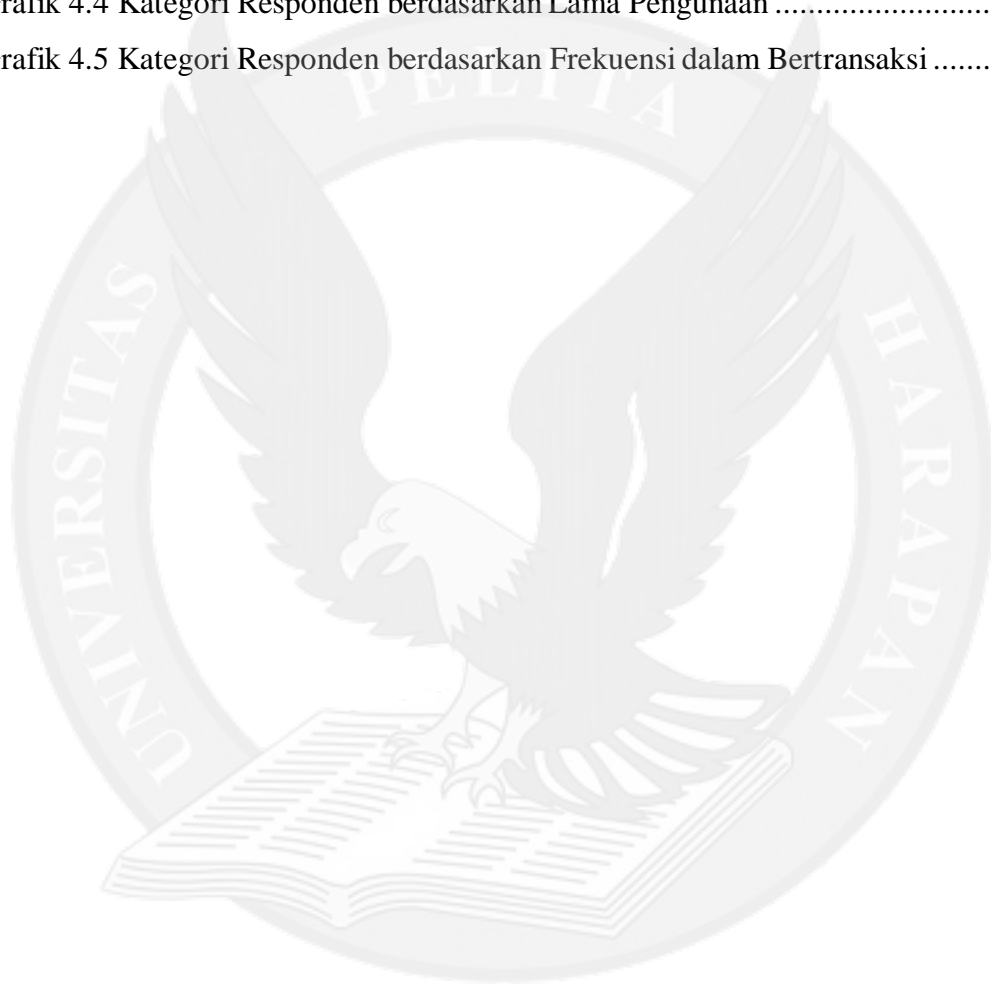 rafik 4.4 Kategori Responden berdasarkan Lama Pengunaan ..........................
rafik 4.5 Kategori Responden berdasarkan Frekuensi dalam Bertransaksi .......
UNIVERSITAS PELITA HARAPAN